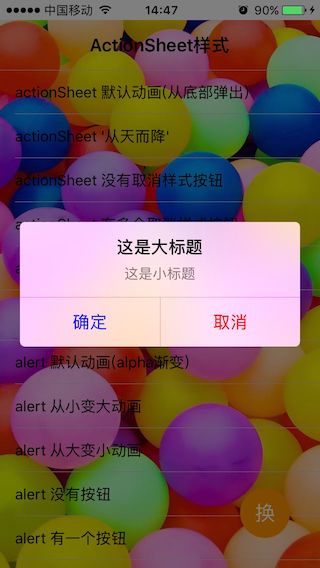 中国移动 14:47 90%
ActionSheet样式
actionSheet 默认动画(从底部弹出)
actionSheet '从天而降'
actionSheet 没有取消样式按钮
这是大标题
这是小标题
确定 取消
alert 默认动画(alpha渐变)
alert 从小变大动画
alert 从大变小动画
alert 没有按钮
换
alert 有一个按钮